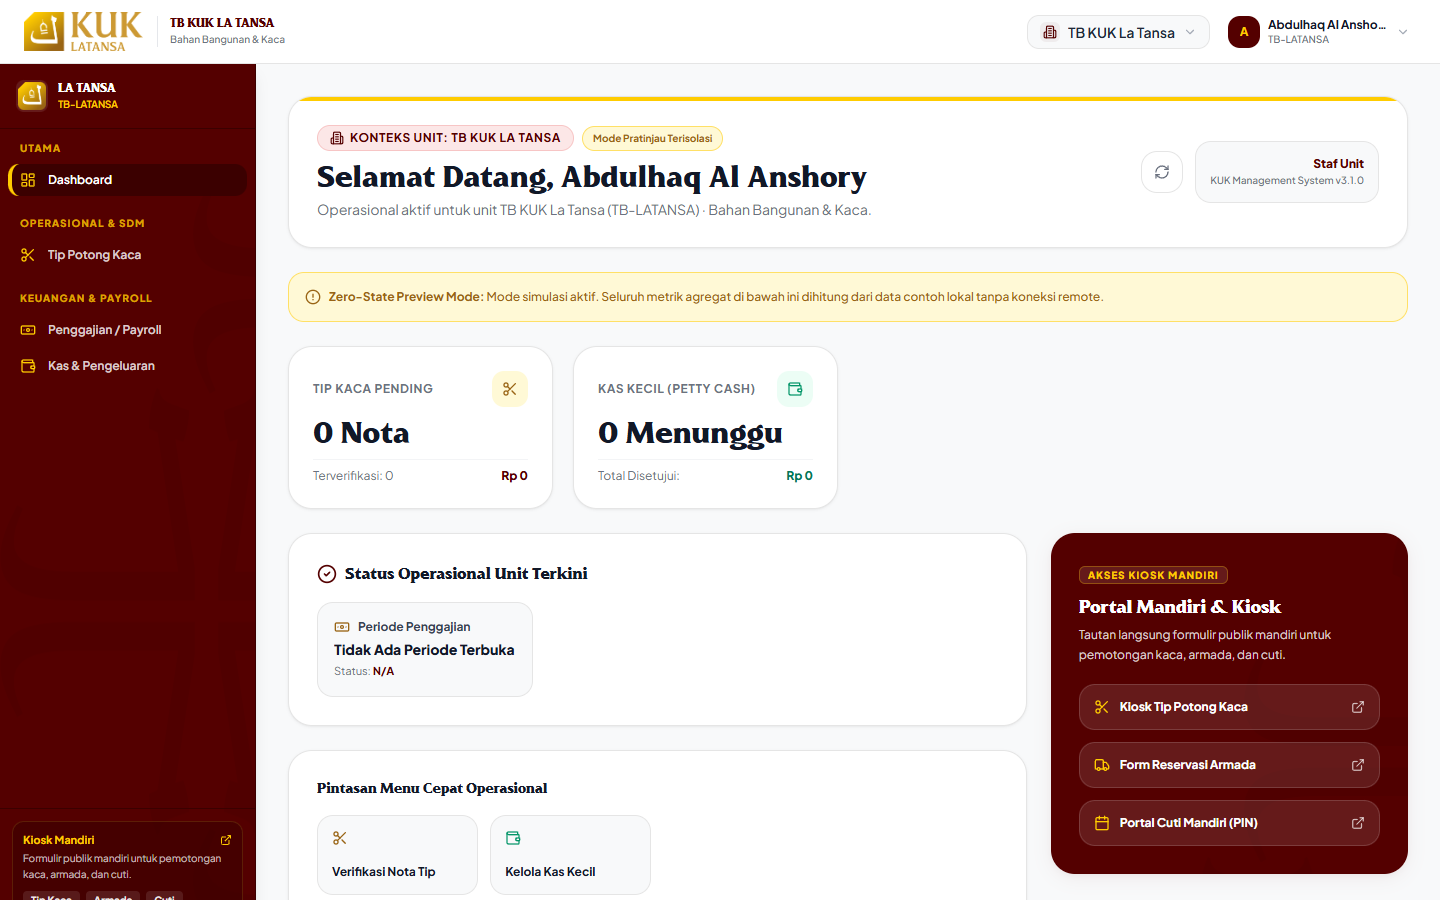 KUK
LATANSA
TB KUK LA TANSA
Bahan Bangunan & Kaca
TB KUK La Tansa
A
Abdulhaq Al Ansho...
TB-LATANSA
LA TANSA
TB-LATANSA
UTAMA
Dashboard
OPERASIONAL & SDM
Tip Potong Kaca
KEUANGAN & PAYROLL
Penggajian / Payroll
Kas & Pengeluaran
Kiosk Mandiri
Formulir publik mandiri untuk pemotongan
kaca, armada, dan cuti.
Tip Kaca
Armada
Cuti
KONTEKS UNIT: TB KUK LA TANSA
Mode Pratinjau Terisolasi
Selamat Datang, Abdulhaq Al Anshory
Operasional aktif untuk unit TB KUK La Tansa (TB-LATANSA) · Bahan Bangunan & Kaca.
Staf Unit
KUK Management System v3.1.0
Zero-State Preview Mode: Mode simulasi aktif. Seluruh metrik agregat di bawah ini dihitung dari data contoh lokal tanpa koneksi remote.
TIP KACA PENDING
0 Nota
Terverifikasi: 0
Rp 0
KAS KECIL (PETTY CASH)
0 Menunggu
Total Disetujui:
Rp 0
Status Operasional Unit Terkini
Periode Penggajian
Tidak Ada Periode Terbuka
Status: N/A
Pintasan Menu Cepat Operasional
Verifikasi Nota Tip
Kelola Kas Kecil
AKSES KIOSK MANDIRI
Portal Mandiri & Kiosk
Tautan langsung formulir publik mandiri untuk
pemotongan kaca, armada, dan cuti.
Kiosk Tip Potong Kaca
Form Reservasi Armada
Portal Cuti Mandiri (PIN)